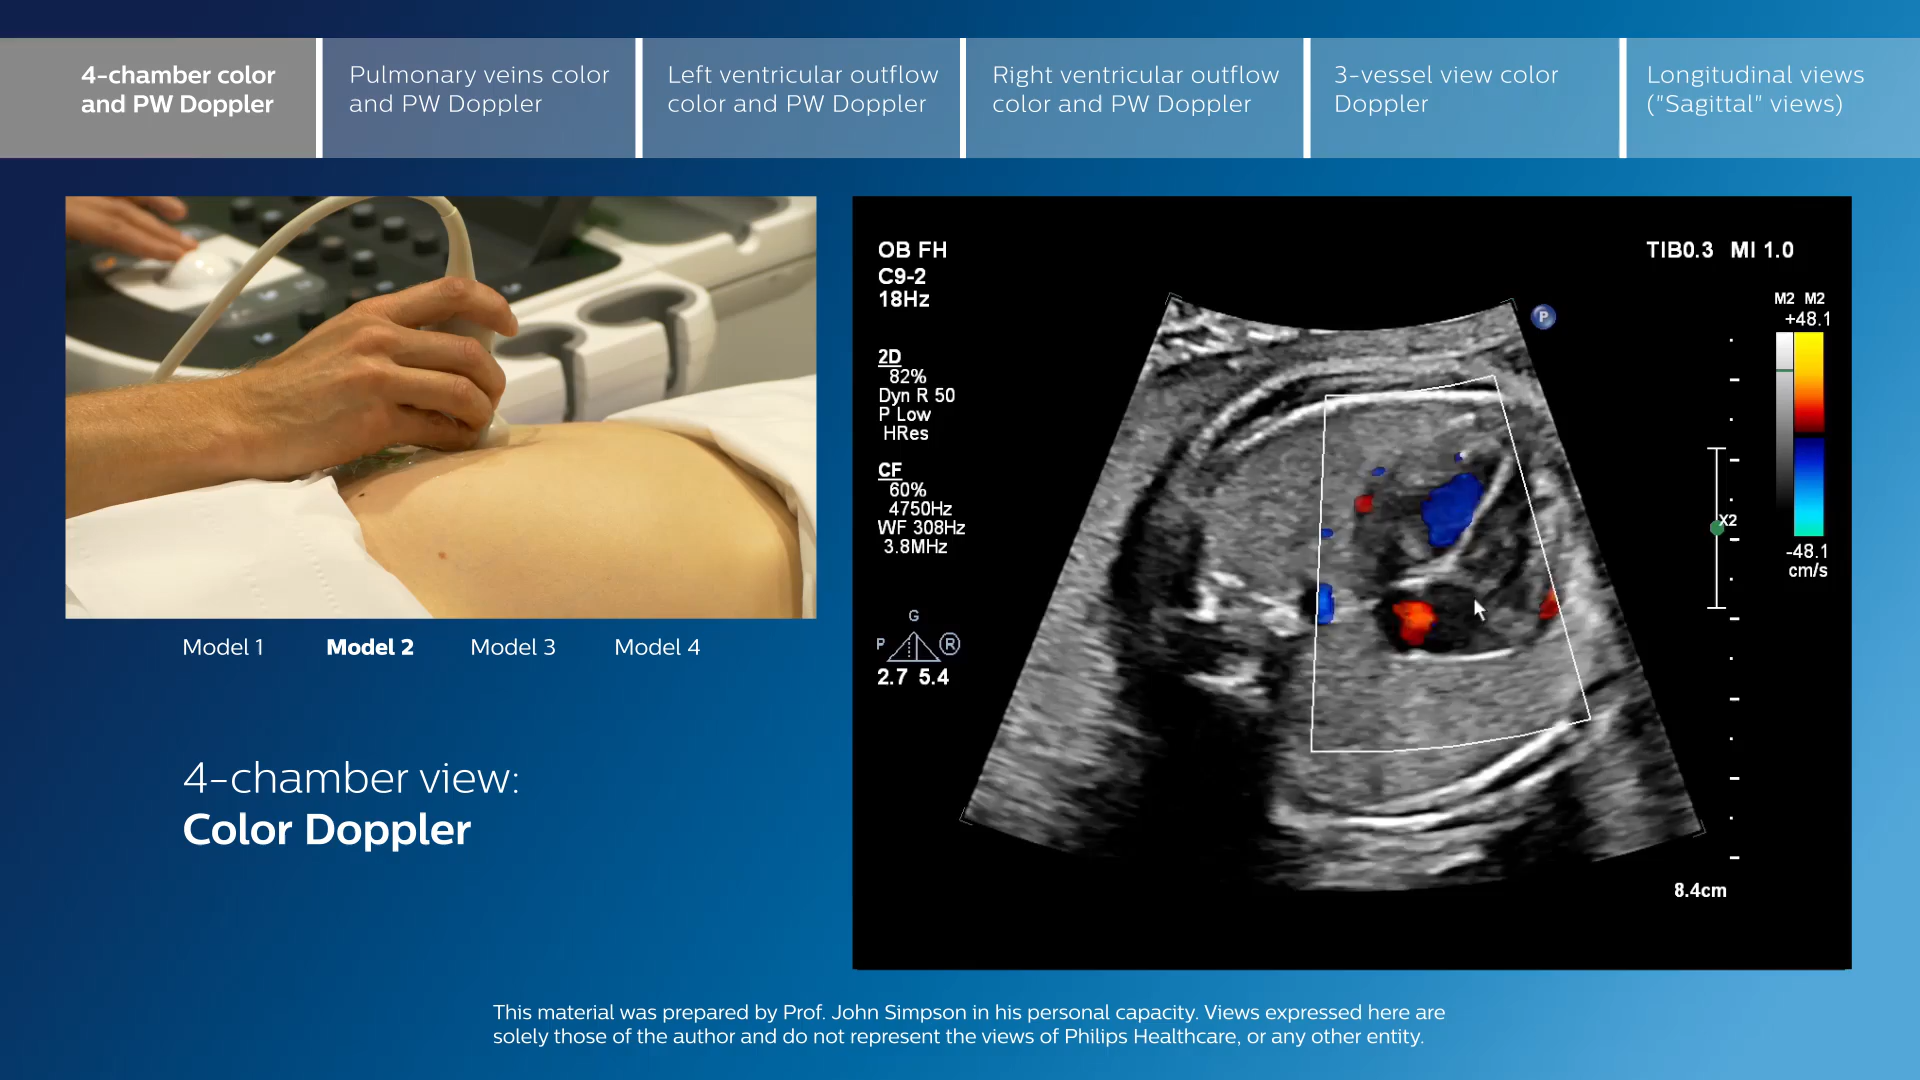 4-chamber color
and PW Doppler
Pulmonary veins color
and PW Doppler
Left ventricular outflow
color and PW Doppler
Right ventricular outflow
color and PW Doppler
3-vessel view color
Doppler
Longitudinal views
("Sagittal" views)
OB FH
C9-2
18Hz
2D
82%
Dyn R 50
P Low
HRes
CF
60%
4750Hz
WF 308Hz
3.8MHz
G
P R
2.7 5.4
TIB0.3 MI 1.0
P
M2 M2
+48.1
X2
-48.1
cm/s
8.4cm
Model 1 Model 2 Model 3 Model 4
4-chamber view:
Color Doppler
This material was prepared by Prof. John Simpson in his personal capacity. Views expressed here are
solely those of the author and do not represent the views of Philips Healthcare, or any other entity.